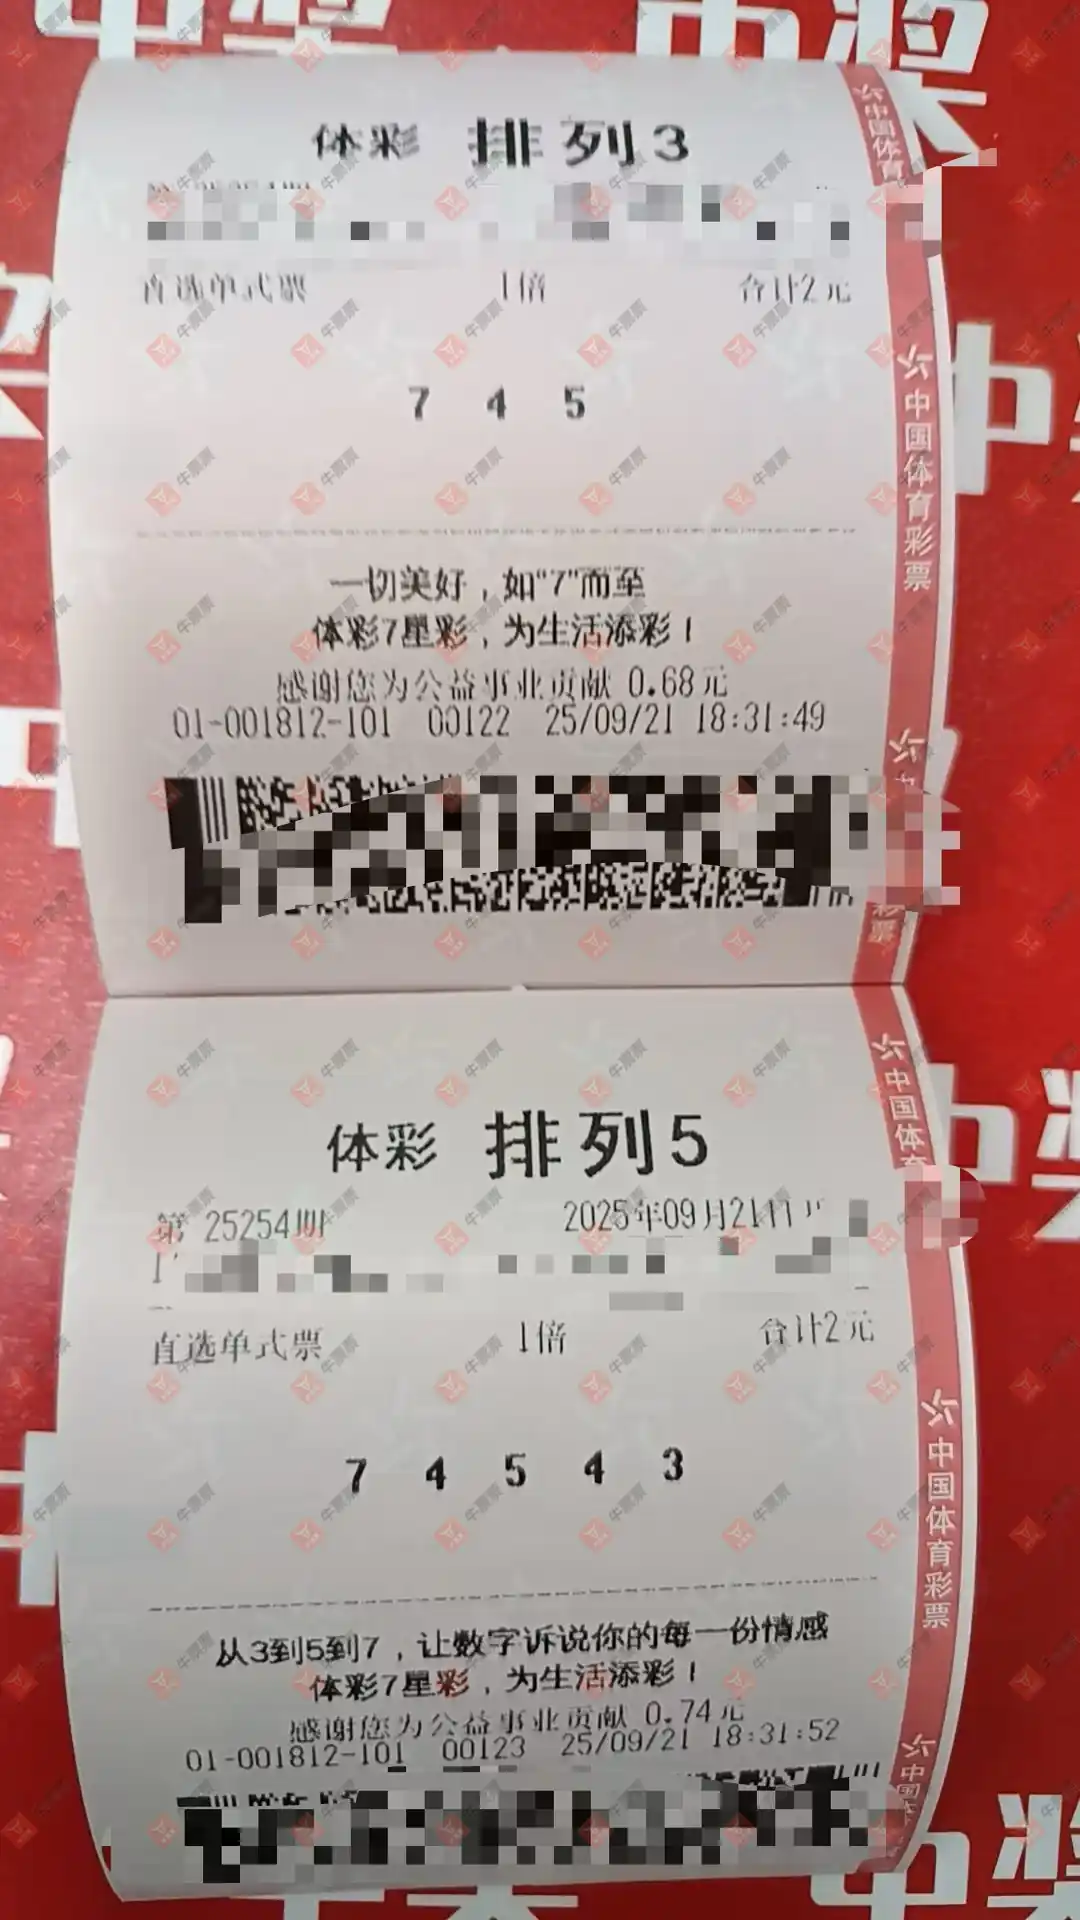 体彩 排列3
直选单式票 1倍 合计2元
7 4 5
一切美好，如“7”而至
体彩7星彩，为生活添彩！
感谢您为公益事业贡献 0.68元
01-001812-101 00122 25/09/21 18:31:49
体彩 排列5
第 25254期 2025年09月21日
直选单式票 1倍 合计2元
7 4 5 4 3
从3到5到7，让数字诉说你的每一份情感
体彩7星彩，为生活添彩！
感谢您为公益事业贡献 0.74元
01-001812-101 00123 25/09/21 18:31:52
中国体育彩票
中国体育彩票
中奖
牛票票